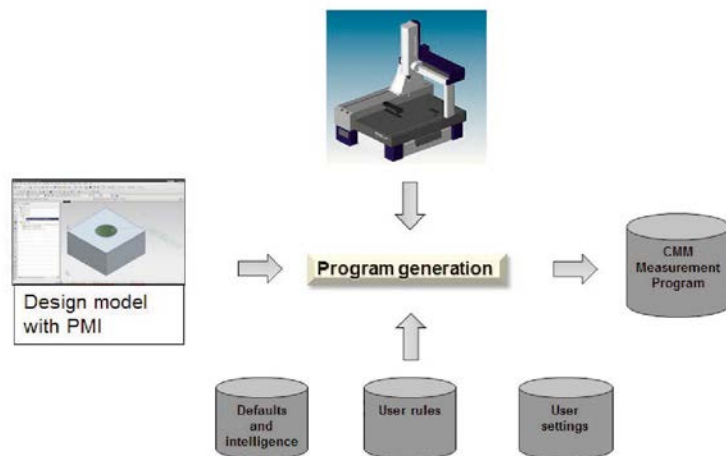 Design model
with PMI
Program generation
CMM
Measurement
Program
Defaults
and
intelligence
User rules
User
settings